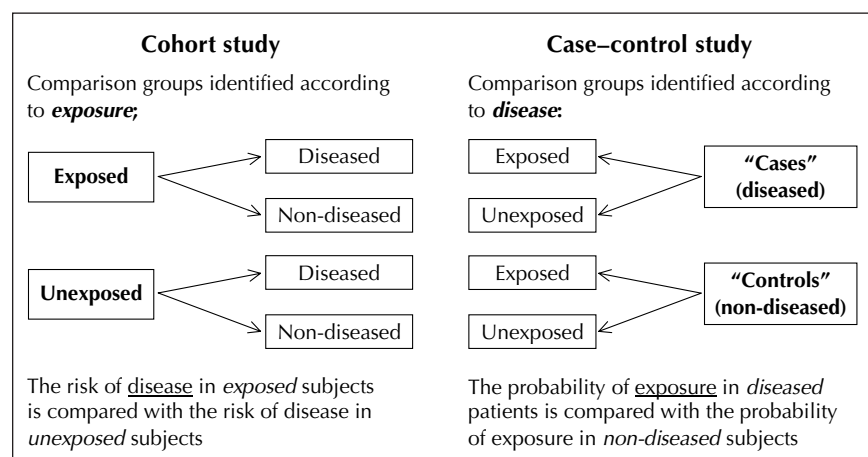 Cohort study
Comparison groups identified according
to exposure;
Exposed
Diseased
Non-diseased
Unexposed
Diseased
Non-diseased
The risk of disease in exposed subjects
is compared with the risk of disease in
unexposed subjects
Case–control study
Comparison groups identified according
to disease:
Exposed
Unexposed
“Cases”
(diseased)
Exposed
Unexposed
“Controls”
(non-diseased)
The probability of exposure in diseased
patients is compared with the probability
of exposure in non-diseased subjects